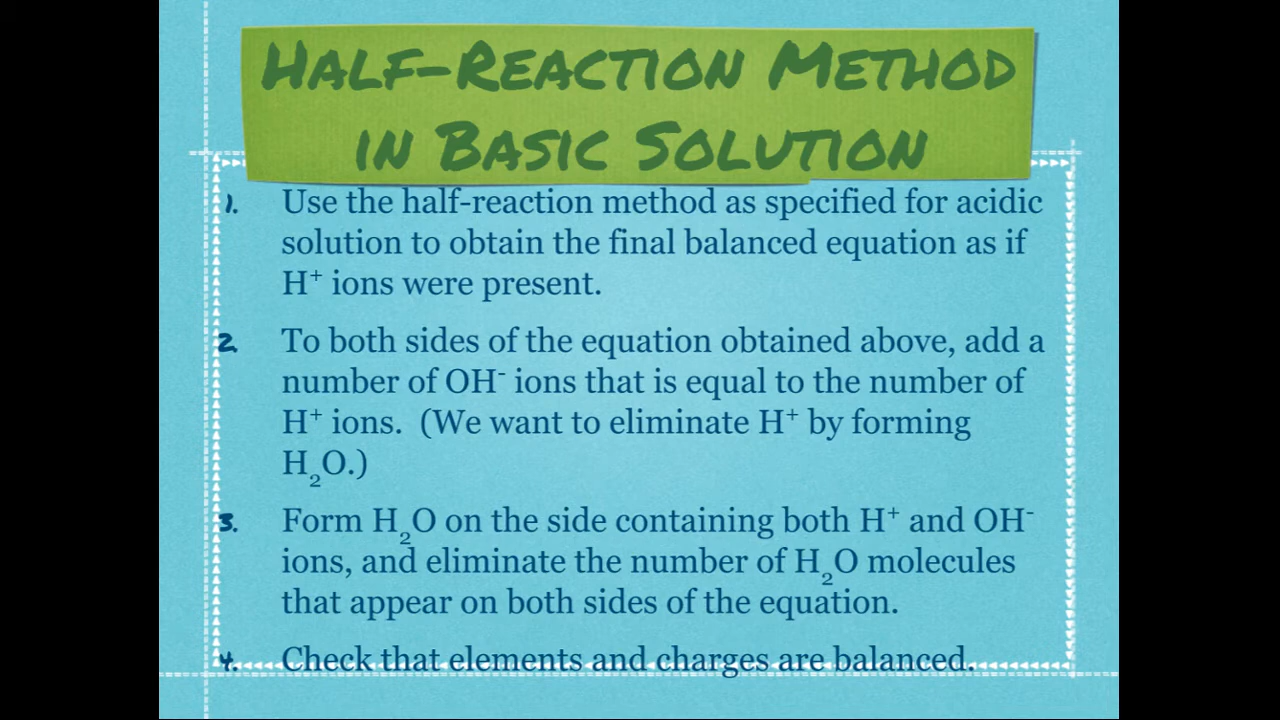 Half-Reaction Method
in Basic Solution
1. Use the half-reaction method as specified for acidic
solution to obtain the final balanced equation as if
H⁺ ions were present.
2. To both sides of the equation obtained above, add a
number of OH⁻ ions that is equal to the number of
H⁺ ions. (We want to eliminate H⁺ by forming
H₂O.)
3. Form H₂O on the side containing both H⁺ and OH⁻
ions, and eliminate the number of H₂O molecules
that appear on both sides of the equation.
4. Check that elements and charges are balanced.